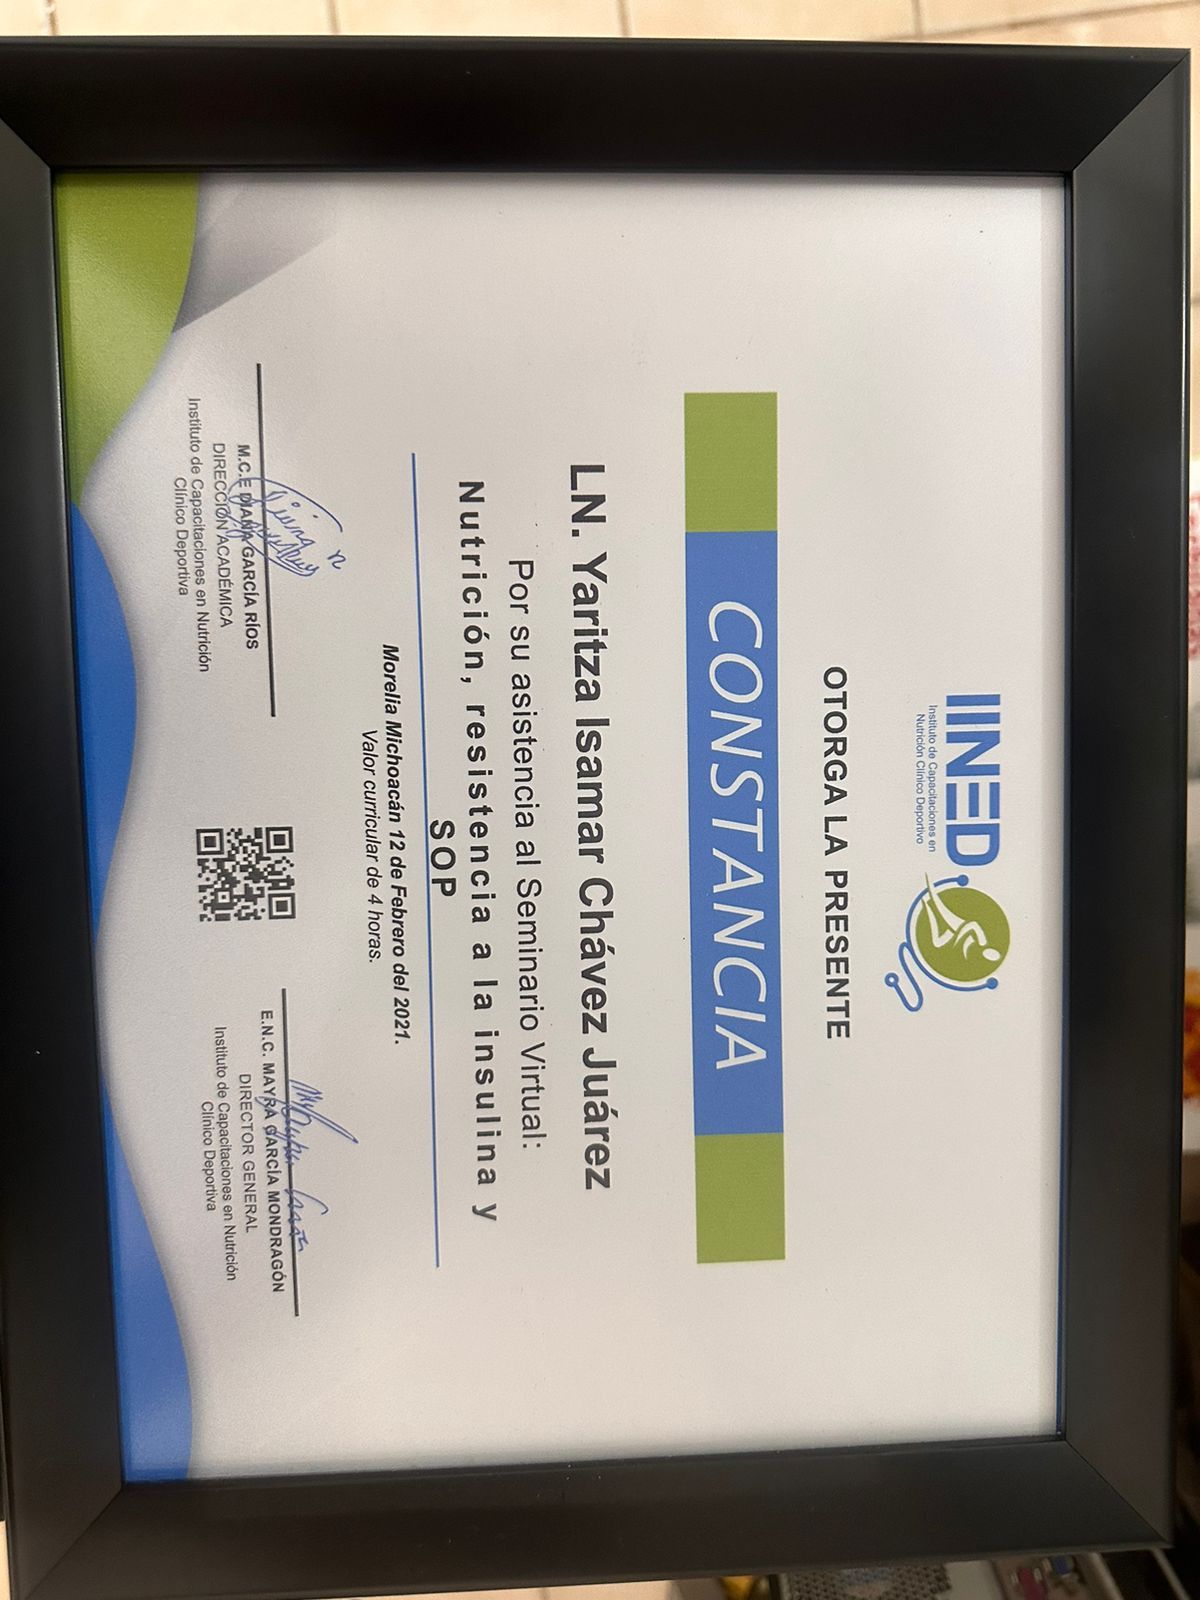 IINED
Instituto de Capacitaciones en
Nutrición Clínico Deportivo
OTORGA LA PRESENTE
CONSTANCIA
LN. Yaritza Isamar Chávez Juárez
Por su asistencia al Seminario Virtual:
Nutrición, resistencia a la insulina y
SOP
Morelia Michoacán 12 de Febrero del 2021.
Valor curricular de 4 horas.
M.C.E DIANA GARCÍA RÍOS
DIRECCIÓN ACADÉMICA
Instituto de Capacitaciones en Nutrición
Clínico Deportiva
E.N.C. MAYRA GARCÍA MONDRAGÓN
DIRECTOR GENERAL
Instituto de Capacitaciones en Nutrición
Clínico Deportiva